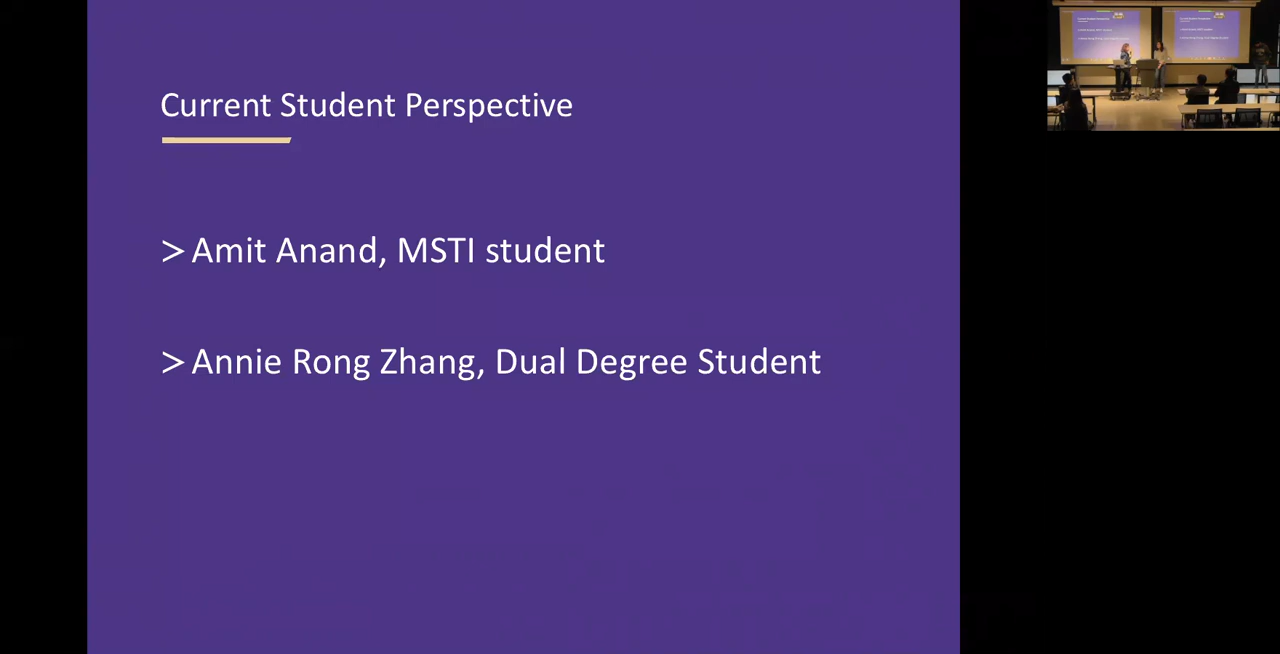 Current Student Perspective
> Amit Anand, MSTI student
> Annie Rong Zhang, Dual Degree Student